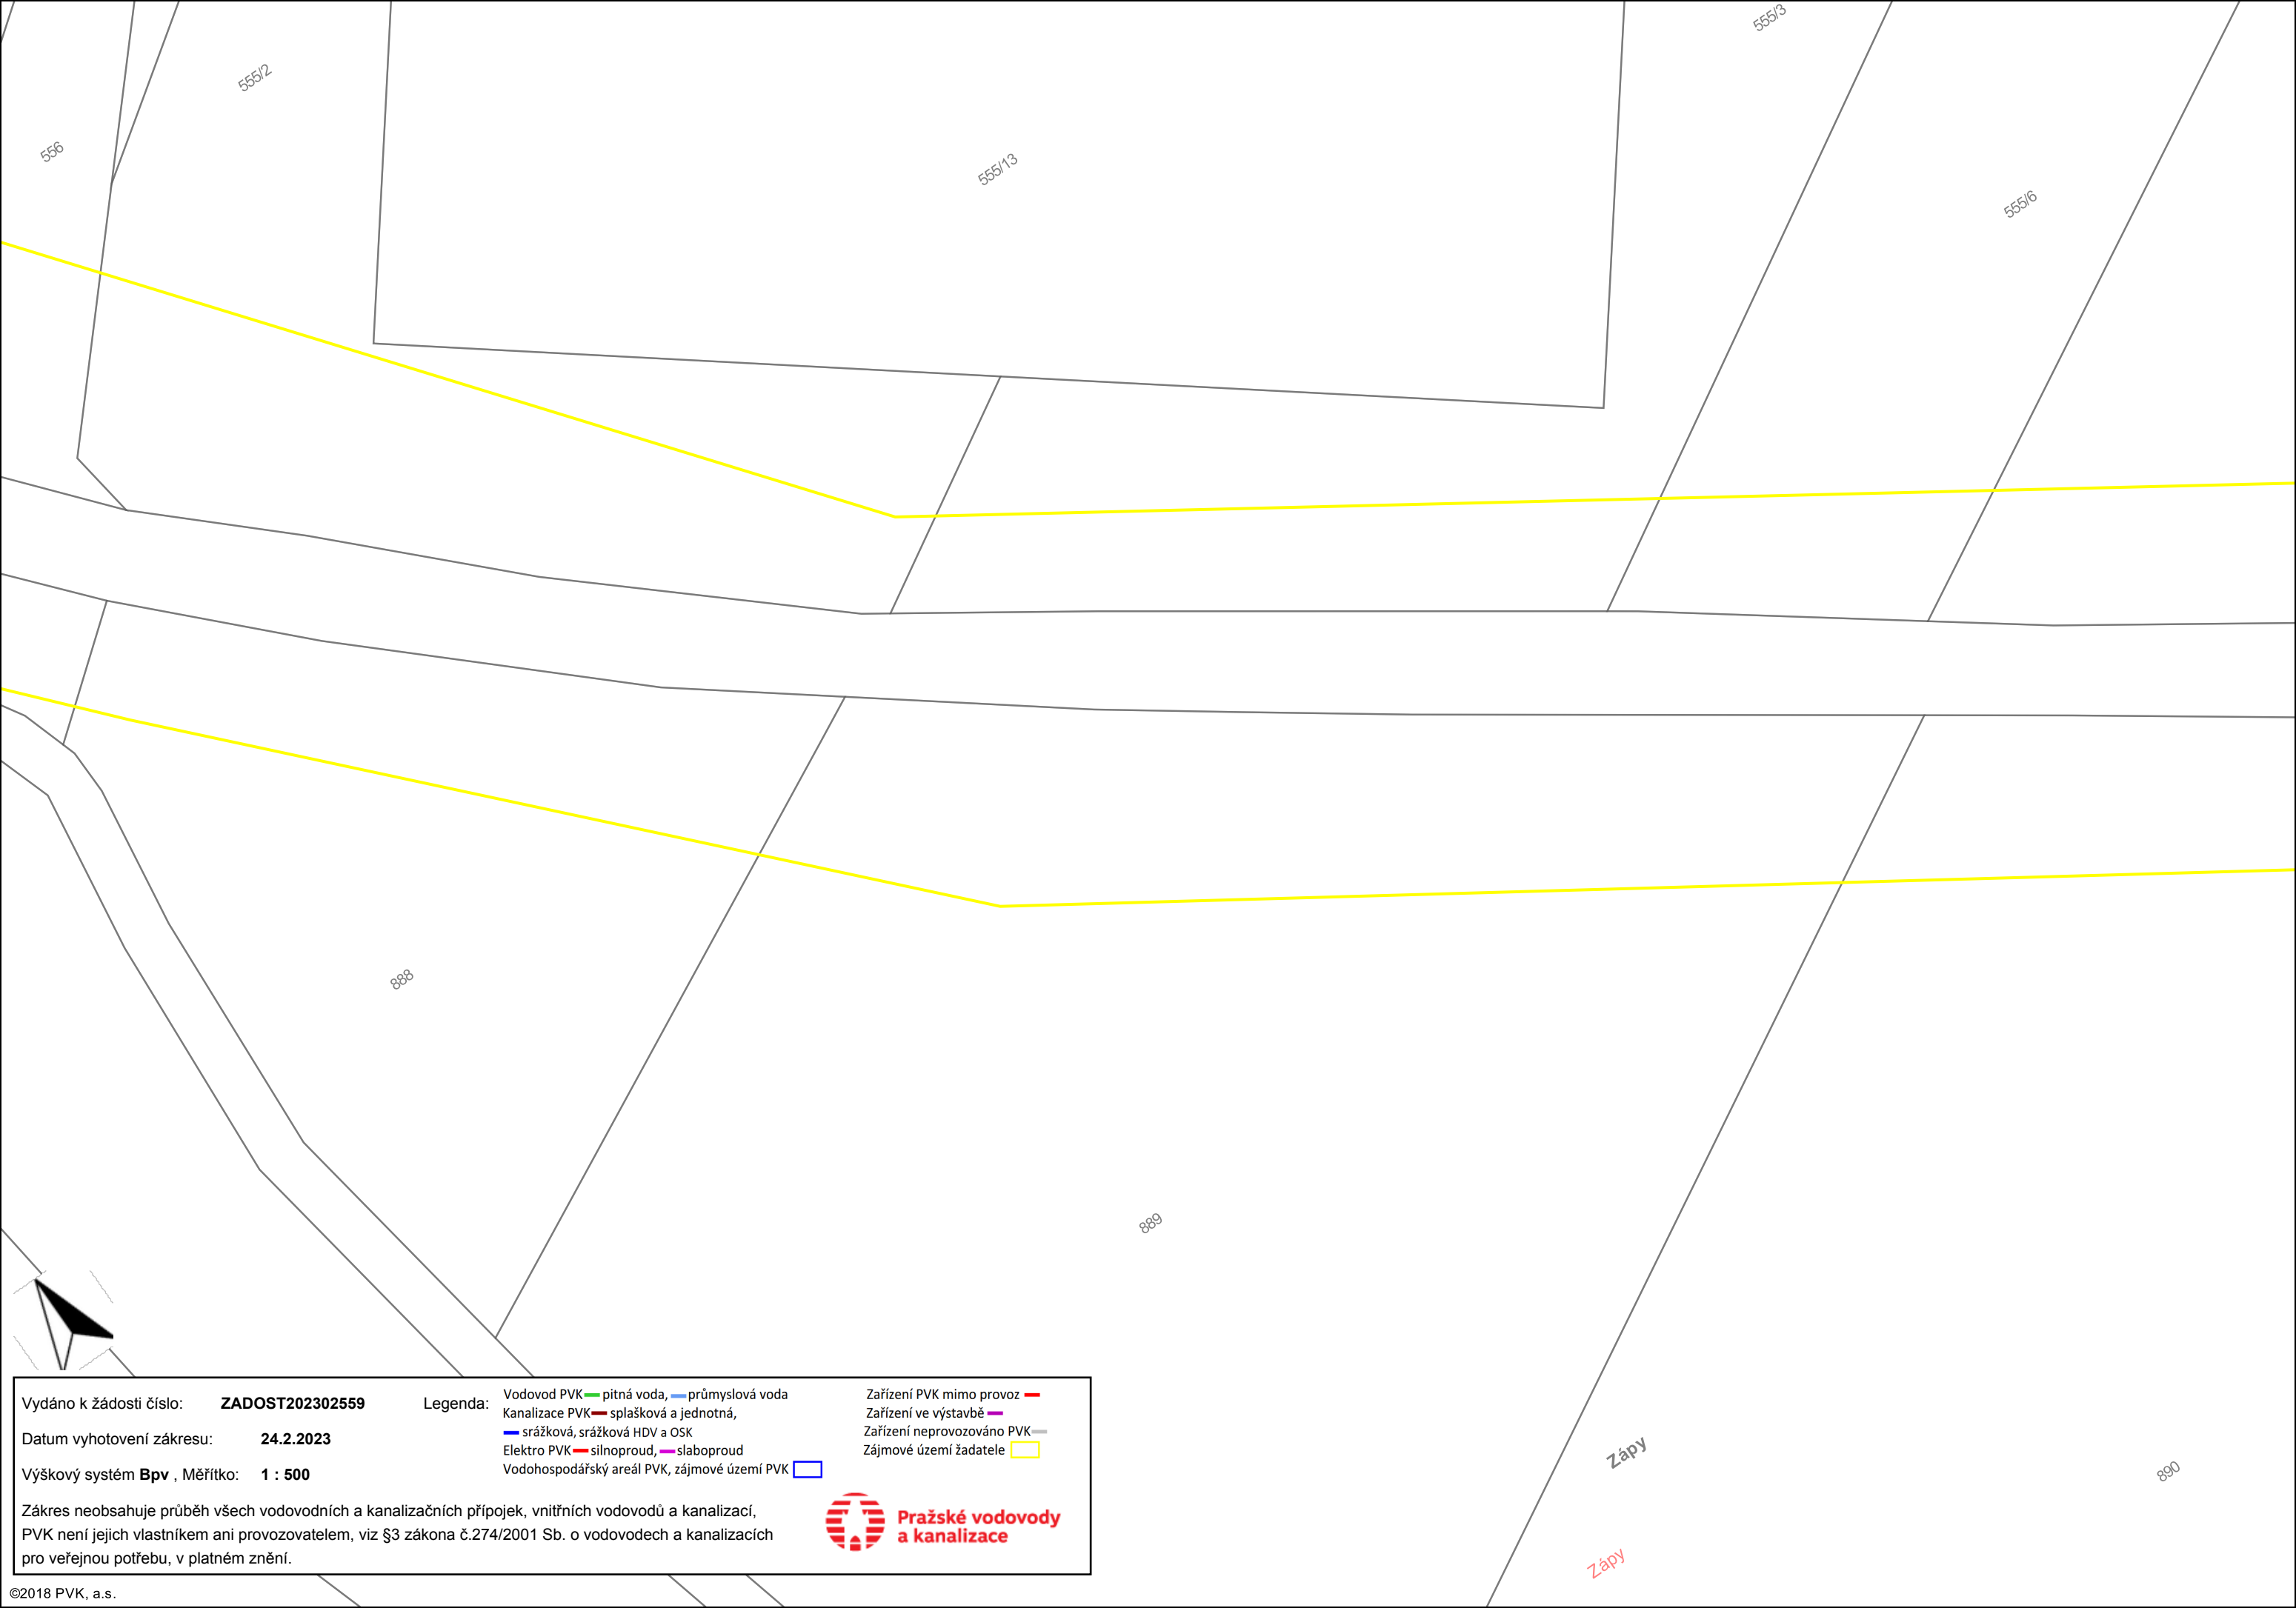 555/3
555/2
556
555/13
555/6
888
889
Zápy
890
Zápy
Vydáno k žádosti číslo: ZADOST202302559
Datum vyhotovení zákresu: 24.2.2023
Výškový systém Bpv , Měřítko: 1 : 500
Legenda:
Vodovod PVK pitná voda, průmyslová voda
Kanalizace PVK splašková a jednotná,
srážková, srážková HDV a OSK
Elektro PVK silnoproud, slaboproud
Vodohospodářský areál PVK, zájmové území PVK
Zařízení PVK mimo provoz
Zařízení ve výstavbě
Zařízení neprovozováno PVK
Zájmové území žadatele
Zákres neobsahuje průběh všech vodovodních a kanalizačních přípojek, vnitřních vodovodů a kanalizací,
PVK není jejich vlastníkem ani provozovatelem, viz §3 zákona č.274/2001 Sb. o vodovodech a kanalizacích
pro veřejnou potřebu, v platném znění.
Pražské vodovody
a kanalizace
©2018 PVK, a.s.